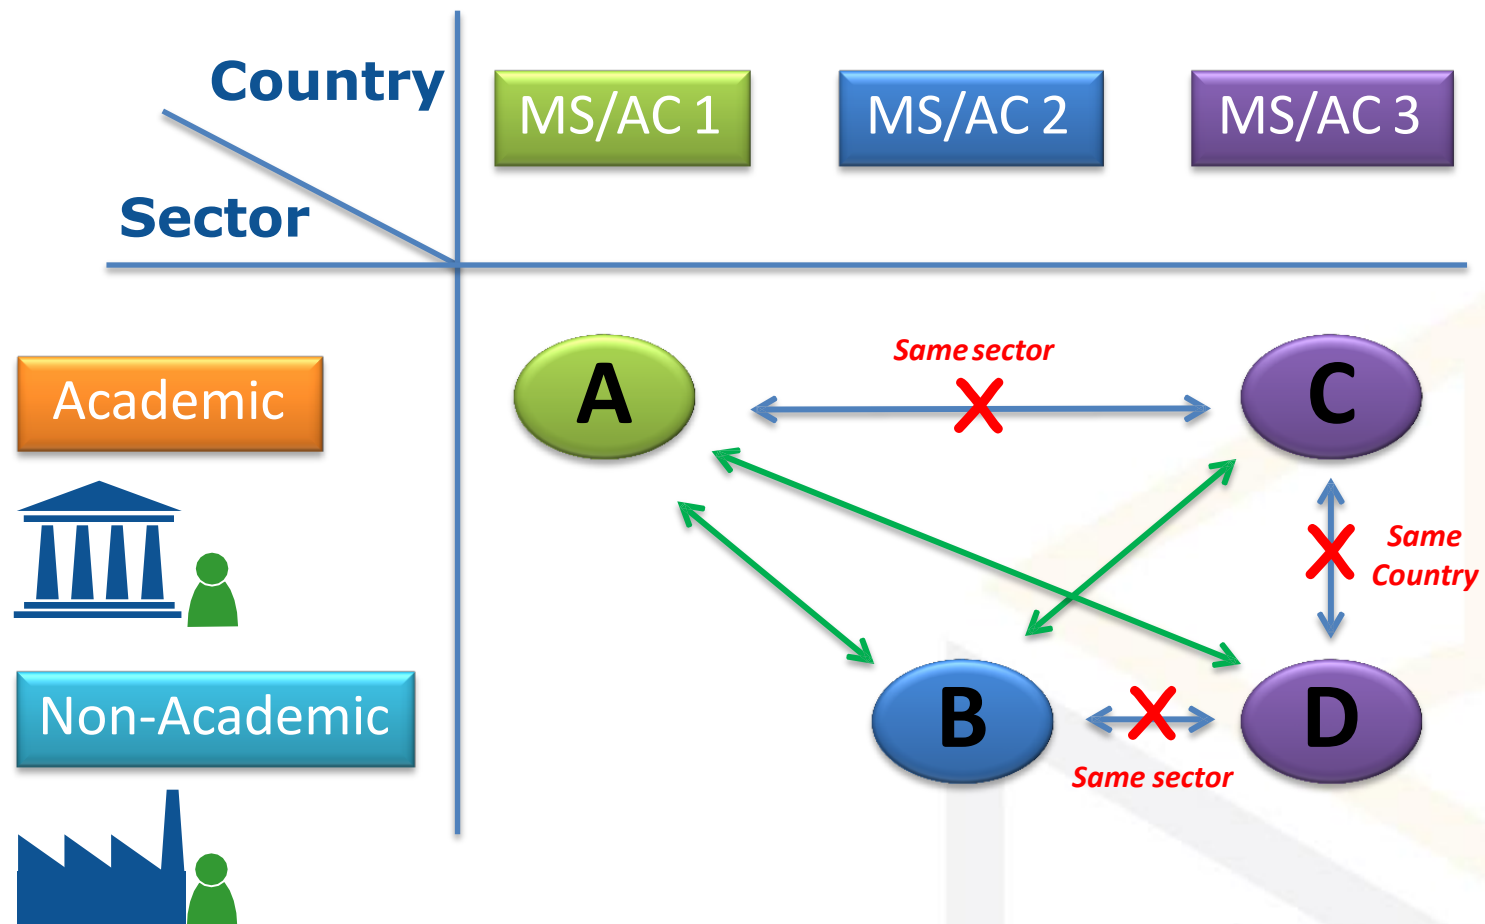 Country
MS/AC 1
MS/AC 2
MS/AC 3
Sector
Academic
A
Same sector
C
Same
Country
Non-Academic
B
D
Same sector